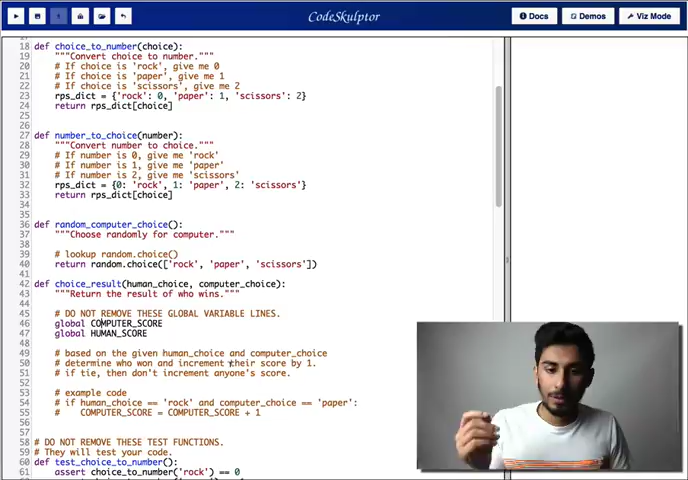 CodeSkulptor
Docs
Demos
Viz Mode
18 def choice_to_number(choice):
19 """Convert choice to number."""
20 # If choice is 'rock', give me 0
21 # If choice is 'paper', give me 1
22 # If choice is 'scissors', give me 2
23 rps_dict = {'rock': 0, 'paper': 1, 'scissors': 2}
24 return rps_dict[choice]
25
26
27 def number_to_choice(number):
28 """Convert number to choice."""
29 # If number is 0, give me 'rock'
30 # If number is 1, give me 'paper'
31 # If number is 2, give me 'scissors'
32 rps_dict = {0: 'rock', 1: 'paper', 2: 'scissors'}
33 return rps_dict[choice]
34
35
36 def random_computer_choice():
37 """Choose randomly for computer."""
38
39 # lookup random.choice()
40 return random.choice(['rock', 'paper', 'scissors'])
41
42 def choice_result(human_choice, computer_choice):
43 """Return the result of who wins."""
44
45 # DO NOT REMOVE THESE GLOBAL VARIABLE LINES.
46 global COMPUTER_SCORE
47 global HUMAN_SCORE
48
49 # based on the given human_choice and computer_choice
50 # determine who won and increment their score by 1.
51 # if tie, then don't increment anyone's score.
52
53 # example code
54 # if human_choice == 'rock' and computer_choice == 'paper':
55 # COMPUTER_SCORE = COMPUTER_SCORE + 1
56
57
58 # DO NOT REMOVE THESE TEST FUNCTIONS.
59 # They will test your code.
60 def test_choice_to_number():
61 assert choice_to_number('rock') == 0